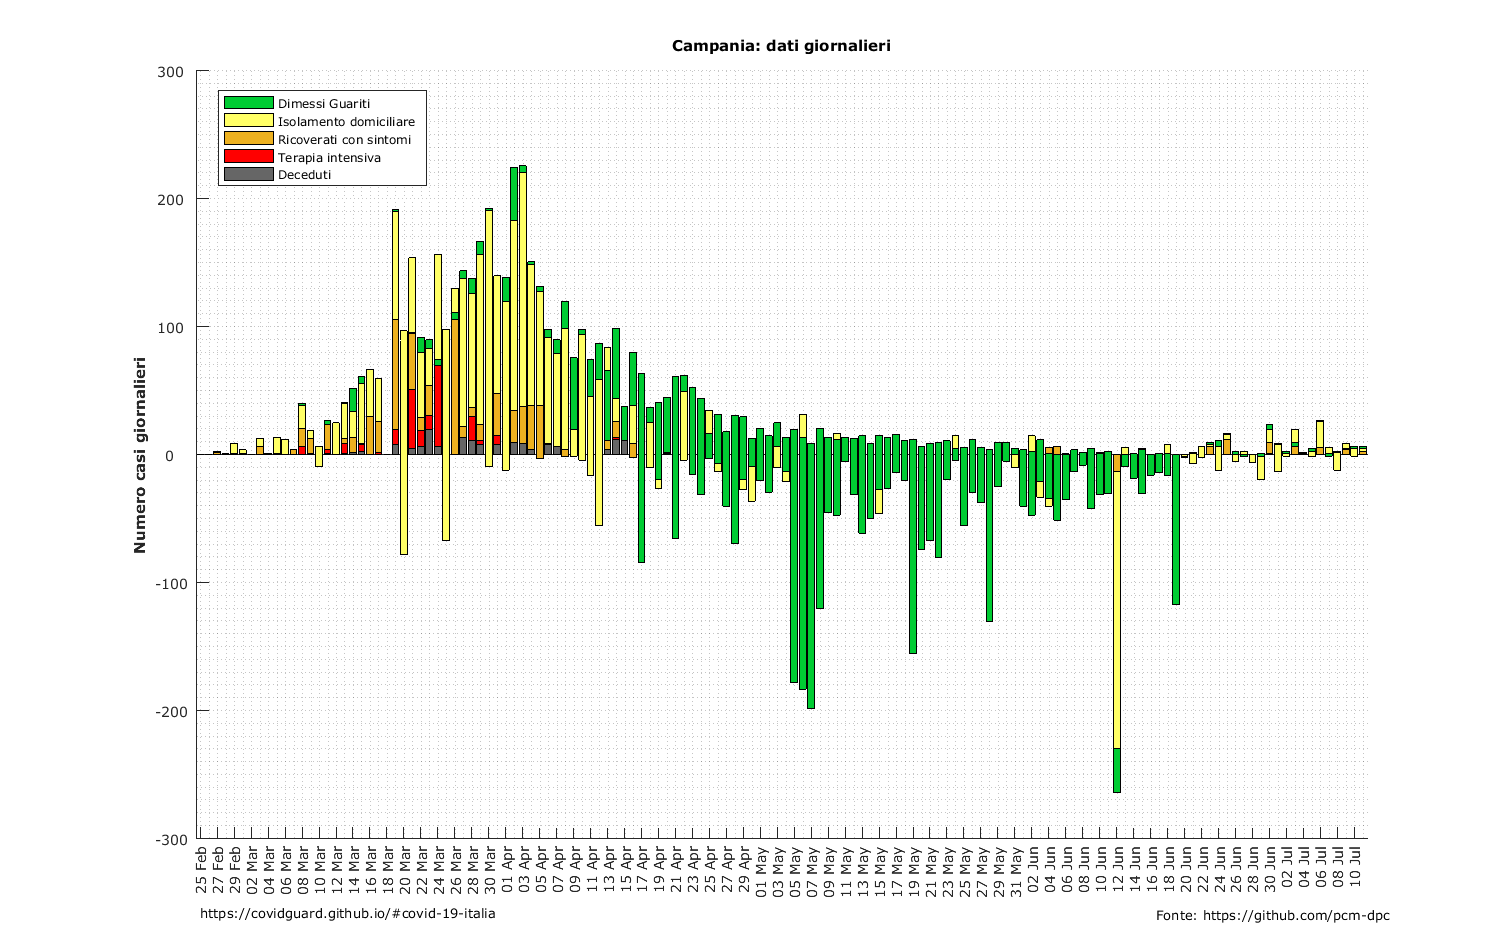 Campania: dati giornalieri
300
200
100
0
-100
-200
-300
Numero casi giornalieri
Dimessi Guariti
Isolamento domiciliare
Ricoverati con sintomi
Terapia intensiva
Deceduti
25 Feb
27 Feb
29 Feb
02 Mar
04 Mar
06 Mar
08 Mar
10 Mar
12 Mar
14 Mar
16 Mar
18 Mar
20 Mar
22 Mar
24 Mar
26 Mar
28 Mar
30 Mar
01 Apr
03 Apr
05 Apr
07 Apr
09 Apr
11 Apr
13 Apr
15 Apr
17 Apr
19 Apr
21 Apr
23 Apr
25 Apr
27 Apr
29 Apr
01 May
03 May
05 May
07 May
09 May
11 May
13 May
15 May
17 May
19 May
21 May
23 May
25 May
27 May
29 May
31 May
02 Jun
04 Jun
06 Jun
08 Jun
10 Jun
12 Jun
14 Jun
16 Jun
18 Jun
20 Jun
22 Jun
24 Jun
26 Jun
28 Jun
30 Jun
02 Jul
04 Jul
06 Jul
08 Jul
10 Jul
https://covidguard.github.io/#covid-19-italia
Fonte: https://github.com/pcm-dpc